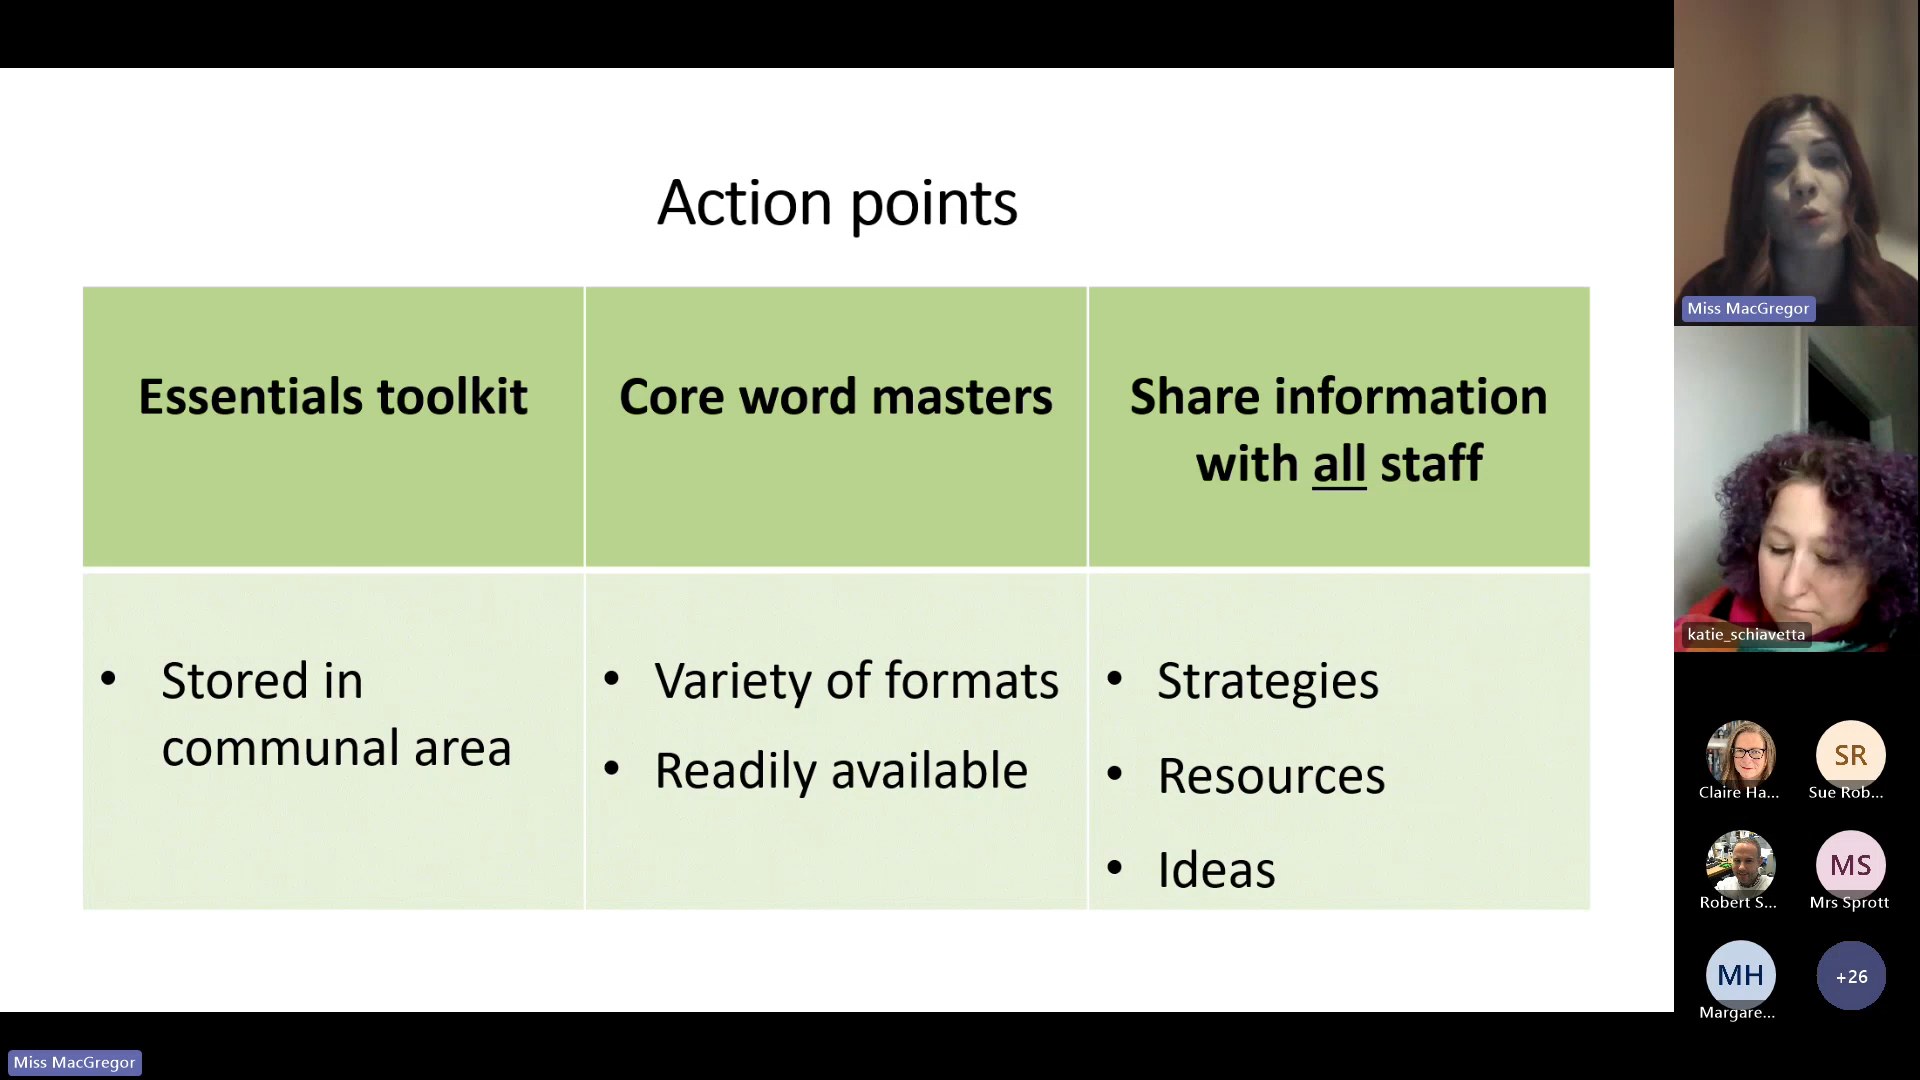 Action points
Essentials toolkit
Core word masters
Share information
with all staff
• Stored in
communal area
• Variety of formats
• Readily available
• Strategies
• Resources
• Ideas
Miss MacGregor
katie_schiavetta
Claire Ha...
SR
Sue Rob...
Robert S...
MS
Mrs Sprott
MH
Margare...
+26
Miss MacGregor